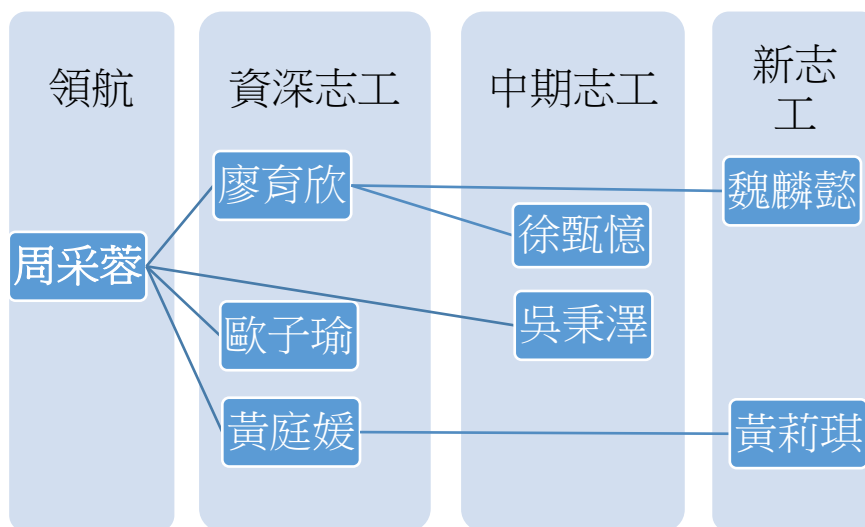 領航
資深志工
中期志工
新志
工
周采蓉
廖育欣
歐子瑜
黃庭媛
徐甄憶
吳秉澤
魏麟懿
黃莉琪